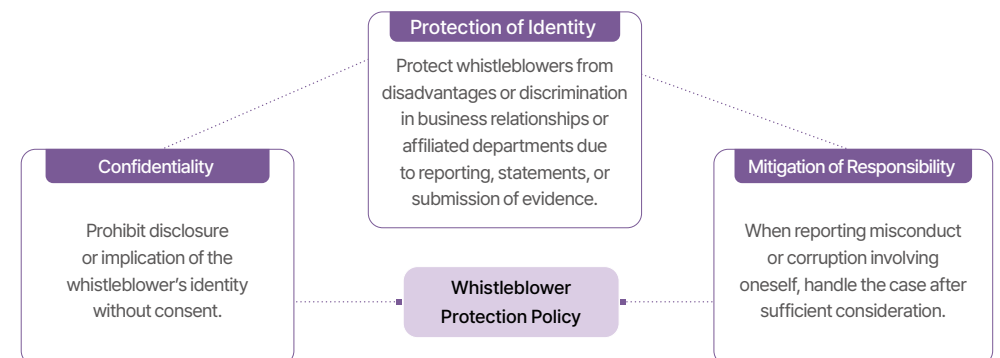 Protection of Identity
Protect whistleblowers from
disadvantages or discrimination
in business relationships or
affiliated departments due
to reporting, statements, or
submission of evidence.
Confidentiality
Prohibit disclosure
or implication of the
whistleblower's identity
without consent.
Mitigation of Responsibility
When reporting misconduct
or corruption involving
oneself, handle the case after
sufficient consideration.
Whistleblower
Protection Policy